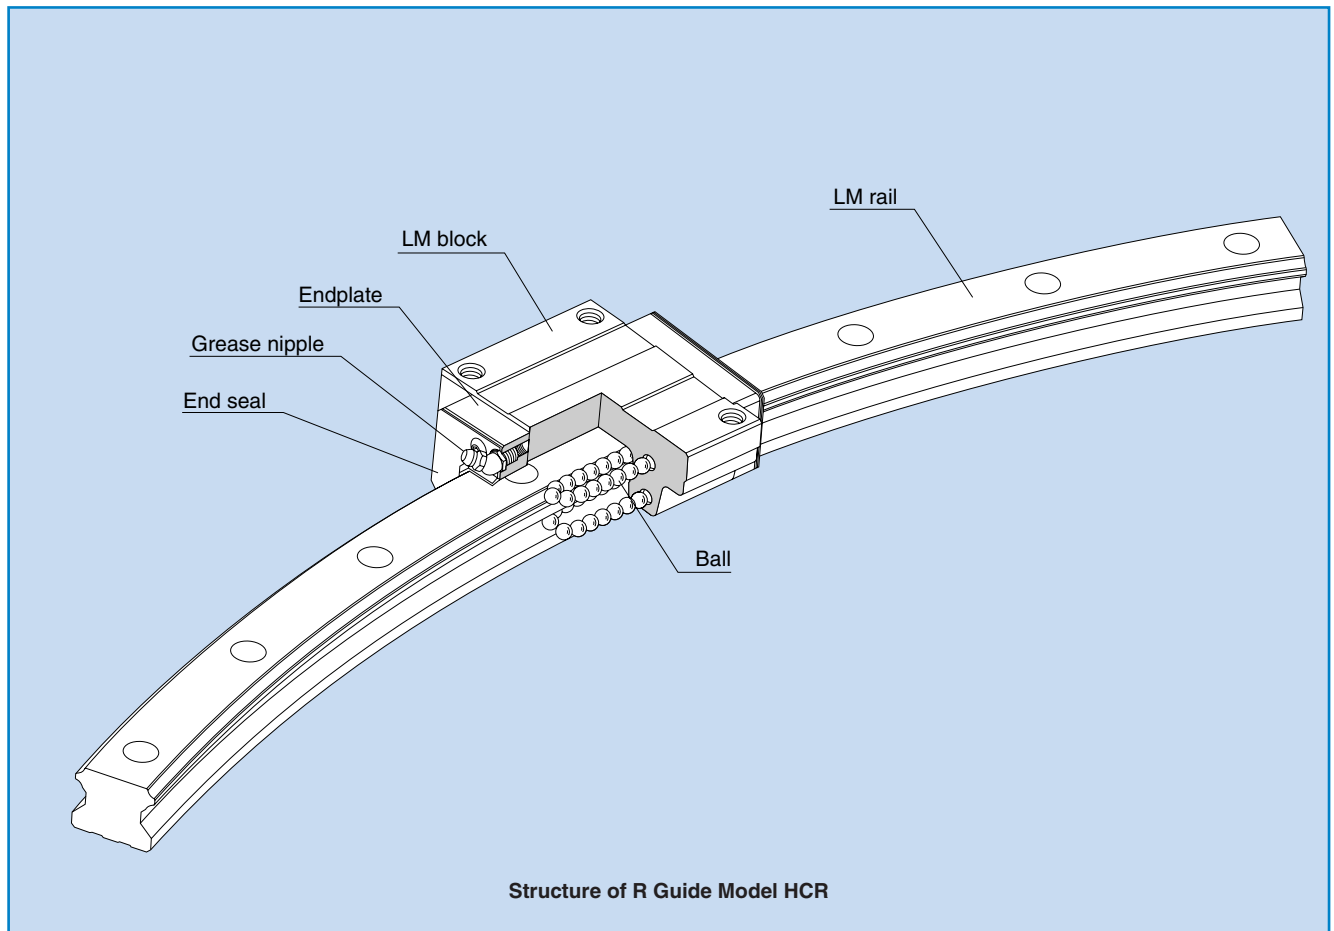 LM rail
LM block
Endplate
Grease nipple
End seal
Ball
Structure of R Guide Model HCR